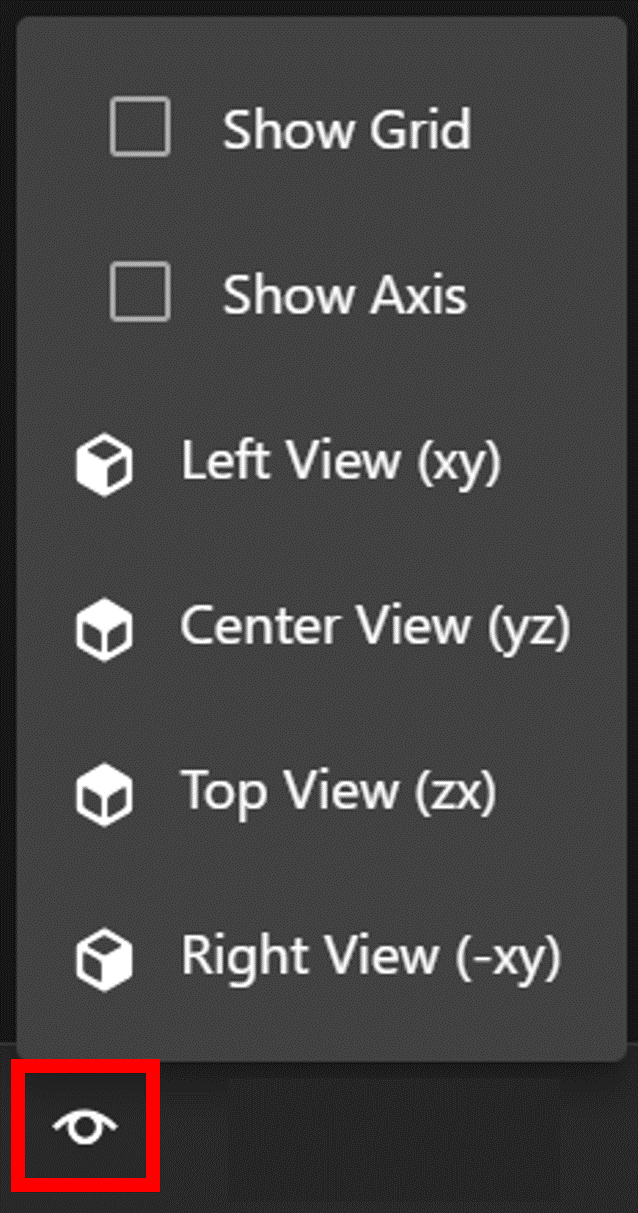 Show Grid
Show Axis
Left View (xy)
Center View (yz)
Top View (zx)
Right View (-xy)